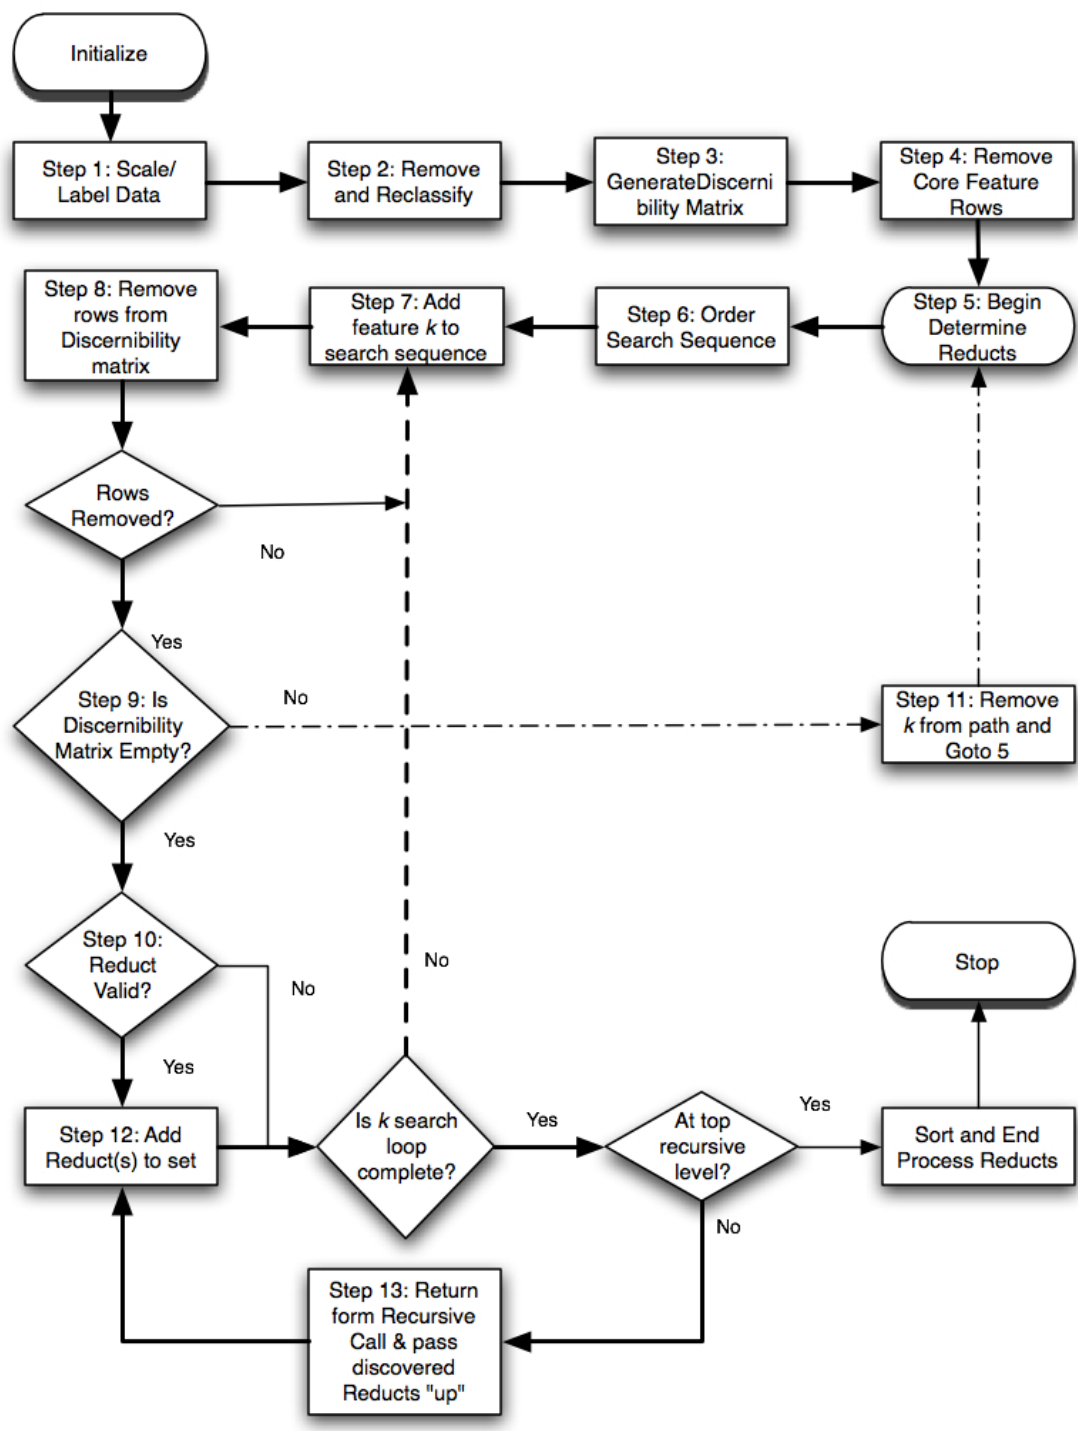 Initialize
Step 1: Scale/
Label Data
Step 2: Remove
and Reclassify
Step 3:
GenerateDiscerni
bility Matrix
Step 4: Remove
Core Feature
Rows
Step 8: Remove
rows from
Discernibility
matrix
Step 7: Add
feature k to
search sequence
Step 6: Order
Search Sequence
Step 5: Begin
Determine
Reducts
Rows
Removed?
No
Yes
Step 9: Is
Discernibility
Matrix Empty?
No
Step 11: Remove
k from path and
Goto 5
Yes
Step 10:
Reduct
Valid?
No
No
Stop
Yes
Step 12: Add
Reduct(s) to set
Is k search
loop
complete?
Yes
At top
recursive
level?
Yes
Sort and End
Process Reducts
No
Step 13: Return
form Recursive
Call & pass
discovered
Reducts "up"